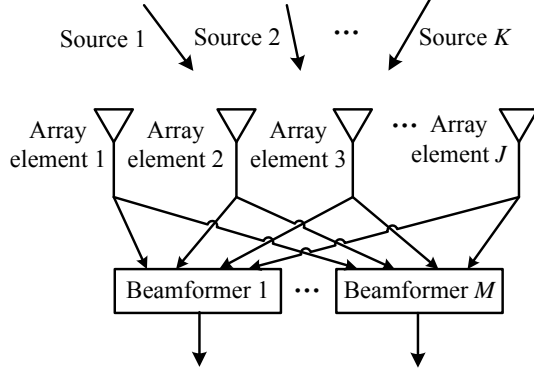 Source 1
Source 2
...
Source K
Array
element 1
Array
element 2
Array
element 3
...
Array
element J
Beamformer 1
...
Beamformer M